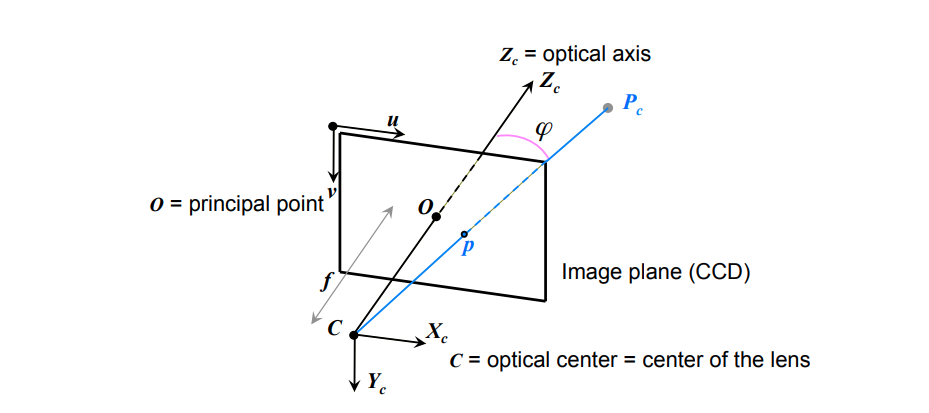 Zc = optical axis
Zc
Pc
u
φ
v
O = principal point
O
p
Image plane (CCD)
f
C
Xc
C = optical center = center of the lens
Yc